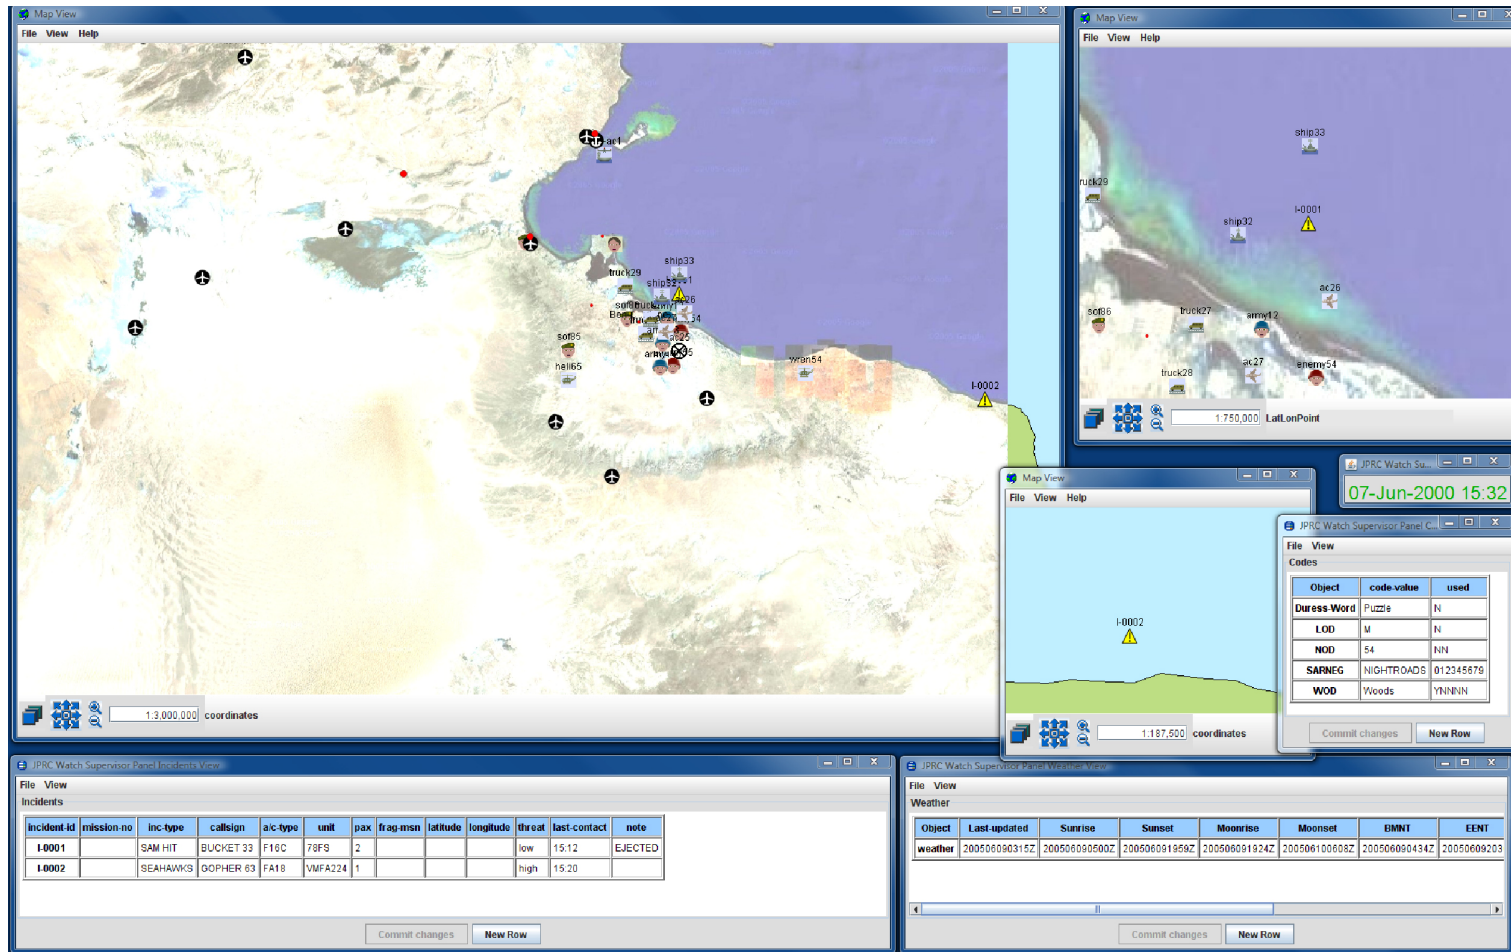 Map View
File View Help
ac1
ship33
truck29
ship32
sof85
heli65
wren54
I-0002
1:3,000,000 coordinates
Map View
File View Help
ship33
ruck29
I-0001
ship32
ac26
sof86
truck27
army12
ac27
enemy54
truck28
1:750,000 LatLonPoint
JPRC Watch Su...
07-Jun-2000 15:32
Map View
File View Help
I-0002
1:187,500 coordinates
JPRC Watch Supervisor Panel C...
File View
Codes
Object code-value used
Duress-Word Puzzle N
LOD M N
NOD 54 NN
SARNEG NIGHTROADS 012345679
WOD Woods YNNNN
Commit changes New Row
JPRC Watch Supervisor Panel Incidents View
File View
Incidents
incident-id mission-no inc-type callsign a/c-type unit pax frag-msn latitude longitude threat last-contact note
I-0001 SAM HIT BUCKET 33 F16C 78FS 2 low 15:12 EJECTED
I-0002 SEAHAWKS GOPHER 63 FA18 VMFA224 1 high 15:20
Commit changes New Row
JPRC Watch Supervisor Panel Weather View
File View
Weather
Object Last-updated Sunrise Sunset Moonrise Moonset BMNT EENT
weather 200506090315Z 200506090500Z 200506091959Z 200506091924Z 200506100608Z 200506090434Z 20050609203
Commit changes New Row